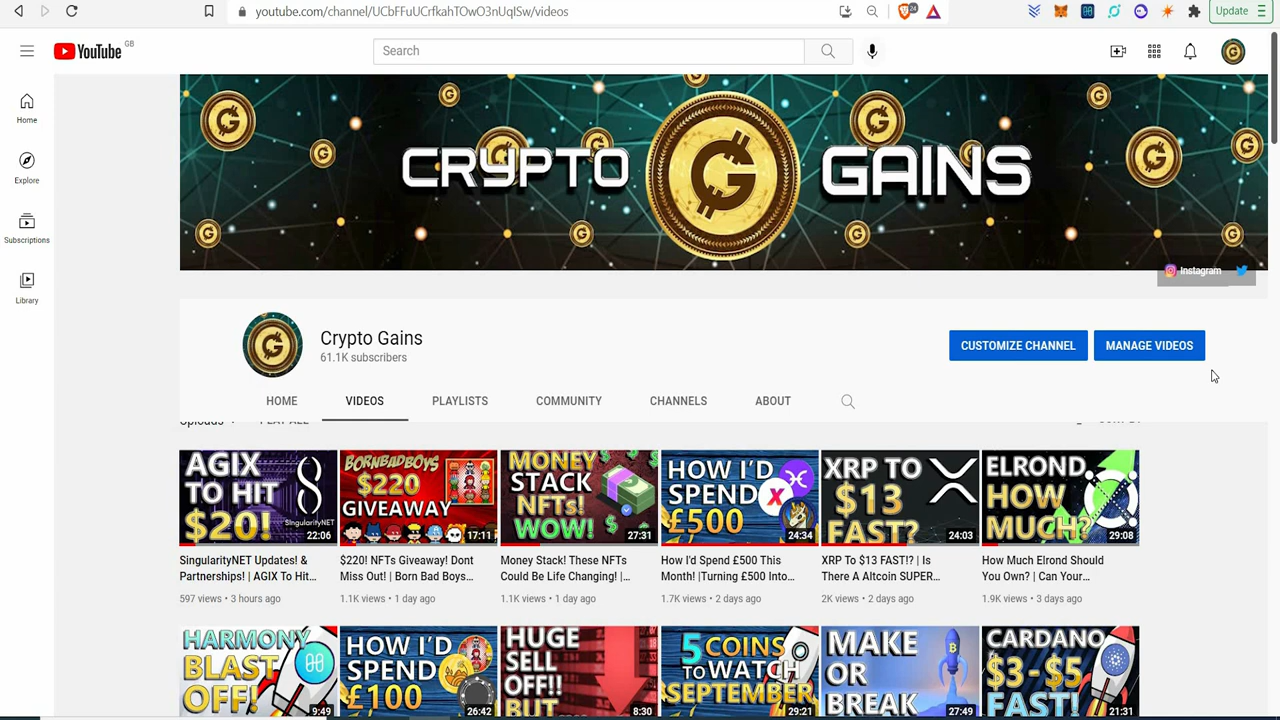 youtube.com/channel/UCbFFuUCrfkahTOwO3nUqISw/videos
24
Update
YouTube GB
Search
Home
Explore
Subscriptions
Library
CRYPTO GAINS
Instagram
Crypto Gains
61.1K subscribers
CUSTOMIZE CHANNEL
MANAGE VIDEOS
HOME VIDEOS PLAYLISTS COMMUNITY CHANNELS ABOUT
Uploads PLAY ALL
AGIX
TO HIT
$20!
SingularityNET
22:06
BORNBADBOYS
$220
GIVEAWAY
17:11
MONEY
STACK
NFTs!
WOW!
27:31
HOW I'D
SPEND
£500
24:34
XRP TO
$13
FAST?
24:03
ELROND
HOW
MUCH?
29:08
SingularityNET Updates! &
Partnerships! | AGIX To Hit...
597 views • 3 hours ago
$220! NFTs Giveaway! Dont
Miss Out! | Born Bad Boys...
1.1K views • 1 day ago
Money Stack! These NFTs
Could Be Life Changing! |...
1.1K views • 1 day ago
How I'd Spend £500 This
Month! |Turning £500 Into...
1.7K views • 2 days ago
XRP To $13 FAST!? | Is
There A Altcoin SUPER...
2K views • 2 days ago
How Much Elrond Should
You Own? | Can Your...
1.9K views • 3 days ago
HARMONY
BLAST
OFF!
9:49
HOW I'D
SPEND
£100
26:42
HUGE
SELL
OFF!!
BUT
8:30
5 COINS
TO WATCH
SEPTEMBER
29:21
MAKE
OR
BREAK
27:49
CARDANO
$3 - $5
FAST!
21:31